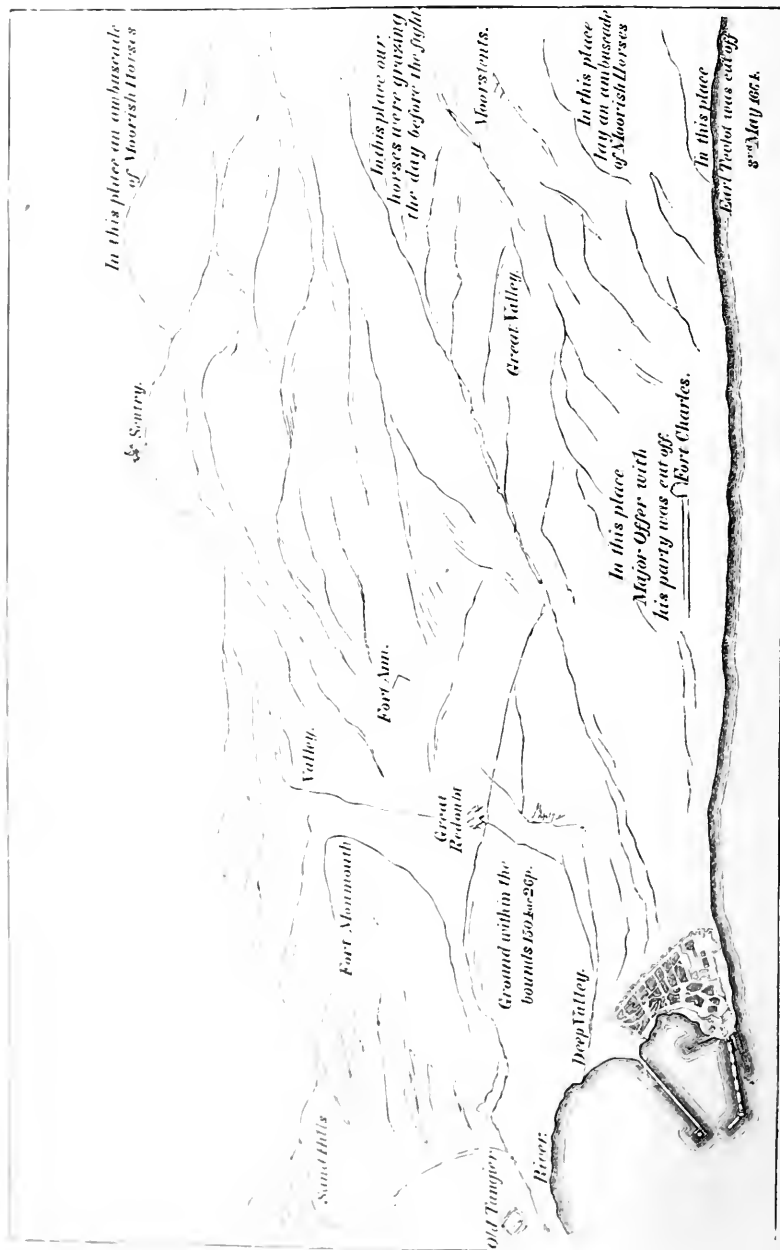 In this place an ambuscade
of Moorish Horses
Sentry.
Valley.
Sand Hills
Fort Monmouth
In this place our
horses were grazing
the day before the fight.
Fort Ann.
Great
Redoubt
Moors tents.
Old Tangier
Great Valley.
Ground within the
bounds 26p.
River
Deep Valley.
In this place
lay an ambuscade
of Moorish Horses
In this place
Major Offer with
his party was cut off.
Fort Charles.
In this place
Earl Teviot was cut off
3rd May 1664.